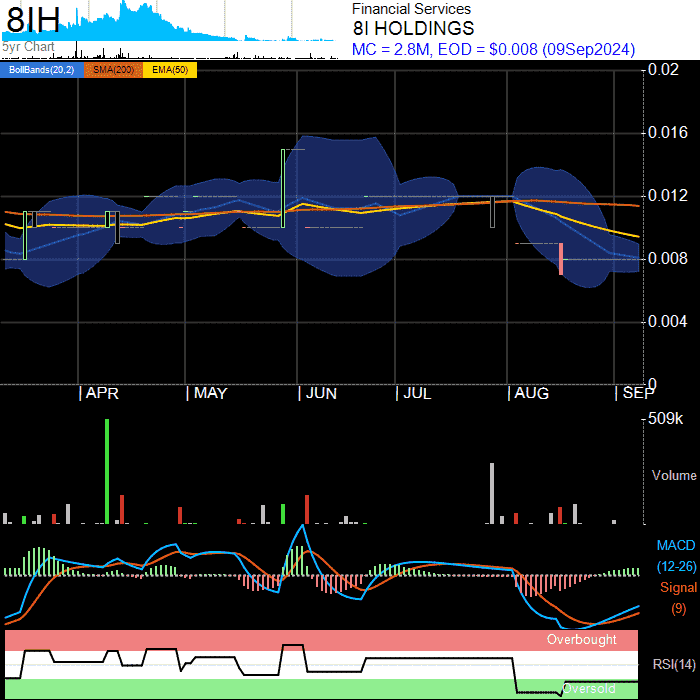 8IH
5yr Chart
Financial Services
8I HOLDINGS
MC = 2.8M, EOD = $0.008 (09Sep2024)
BollBands(20,2) SMA(200) EMA(50)
0.02
0.016
0.012
0.008
0.004
0
APR MAY JUN JUL AUG SEP
509k
Volume
MACD
(12-26)
Signal
(9)
Overbought
RSI(14)
Oversold